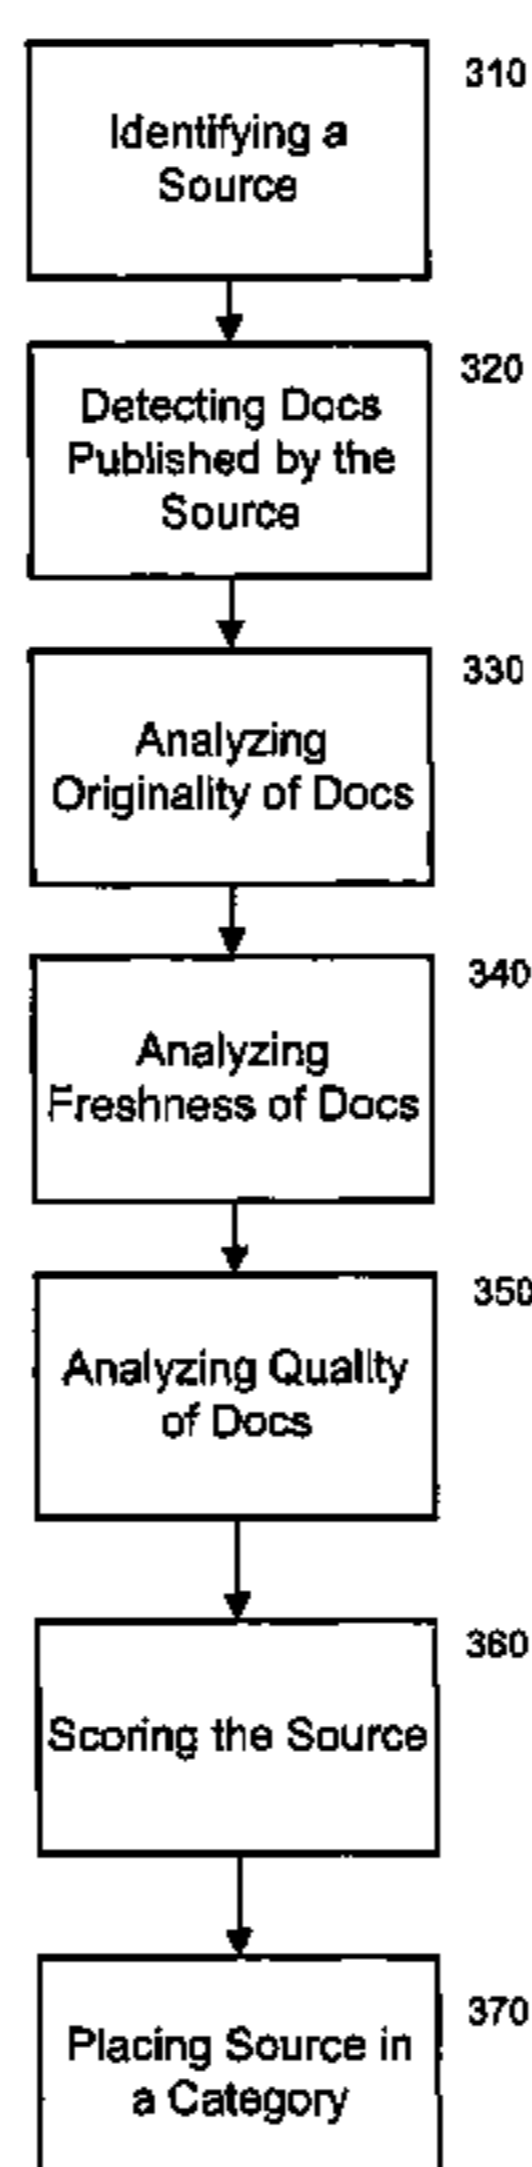 310
Identifying a
Source
320
Detecting Docs
Published by the
Source
330
Analyzing
Originality of Docs
340
Analyzing
Freshness of Docs
350
Analyzing Quality
of Docs
360
Scoring the Source
370
Placing Source in
a Category